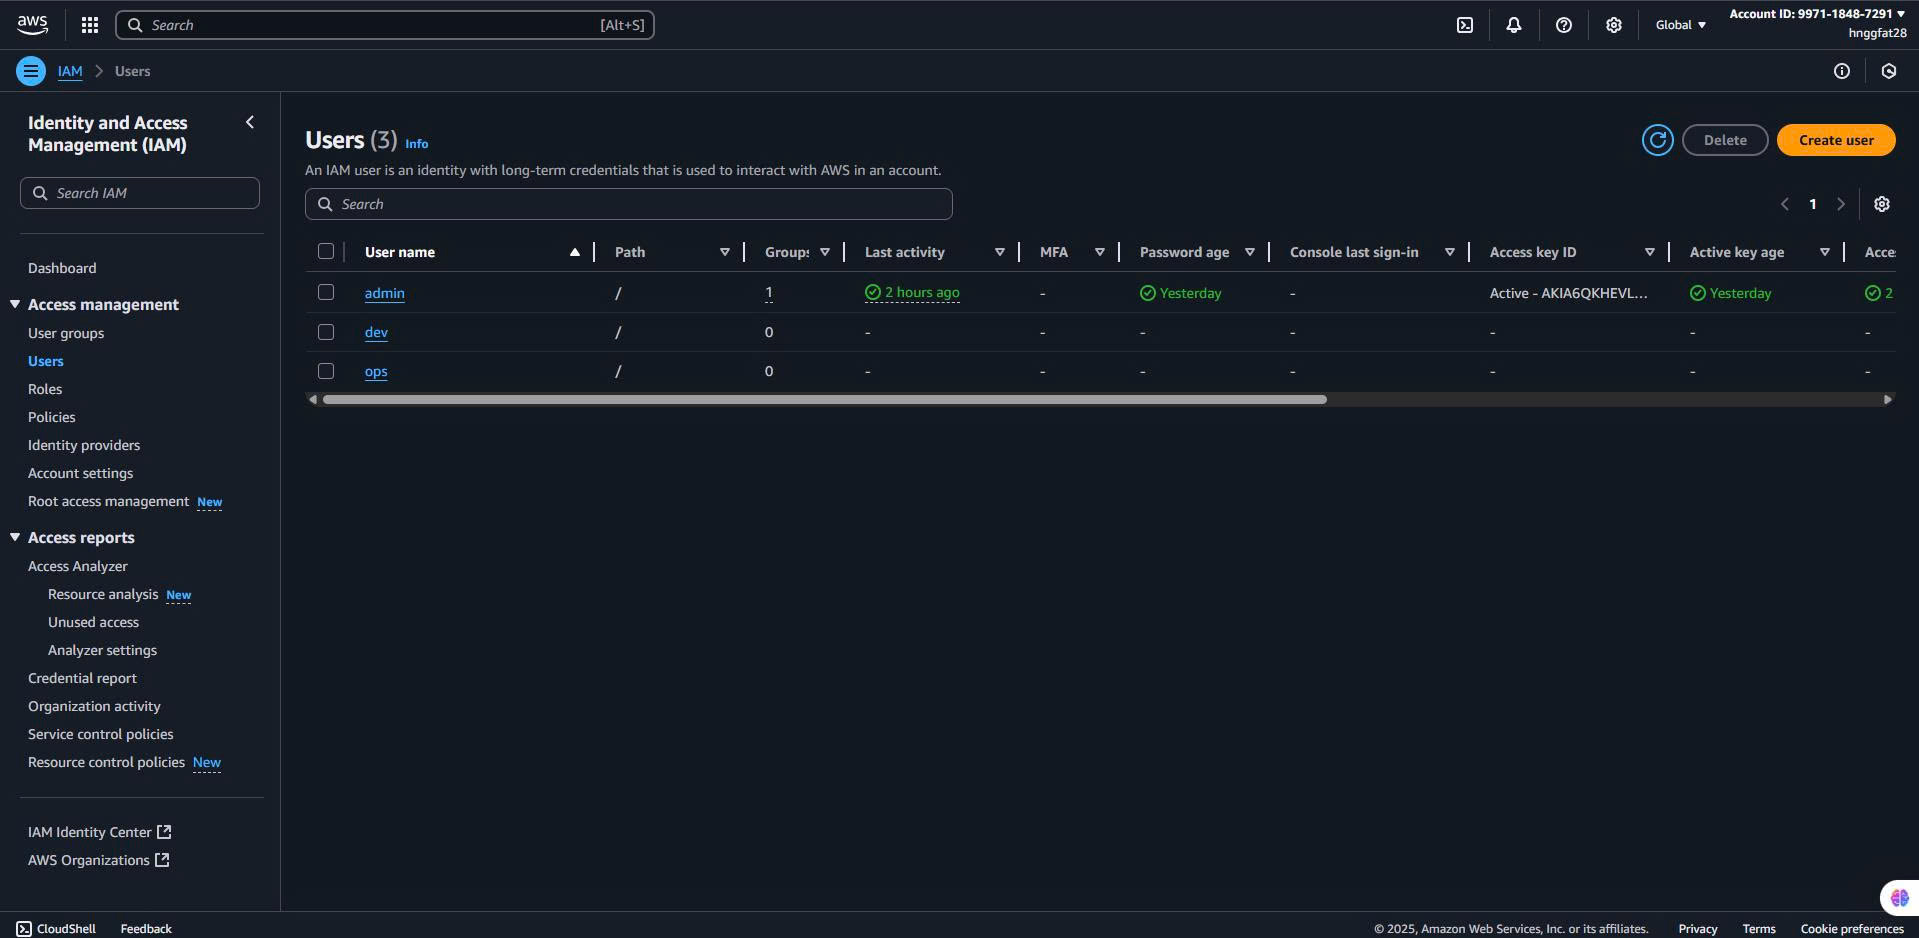 aws
Search [Alt+S]
Global
Account ID: 9971-1848-7291
hnggfat28
IAM > Users
Identity and Access
Management (IAM)
Search IAM
Dashboard
Access management
User groups
Users
Roles
Policies
Identity providers
Account settings
Root access management New
Access reports
Access Analyzer
Resource analysis New
Unused access
Analyzer settings
Credential report
Organization activity
Service control policies
Resource control policies New
IAM Identity Center
AWS Organizations
Users (3) Info
Delete
Create user
An IAM user is an identity with long-term credentials that is used to interact with AWS in an account.
Search
1
User name Path Groups Last activity MFA Password age Console last sign-in Access key ID Active key age Acce
admin / 1 2 hours ago - Yesterday - Active - AKIA6QKHEVL... Yesterday 2
dev / 0 - - - - - - -
ops / 0 - - - - - - -
CloudShell Feedback © 2025, Amazon Web Services, Inc. or its affiliates. Privacy Terms Cookie preferences